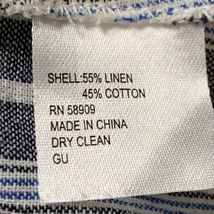 SHELL:55% LINEN
45% COTTON
RN 58909
MADE IN CHINA
DRY CLEAN
GU